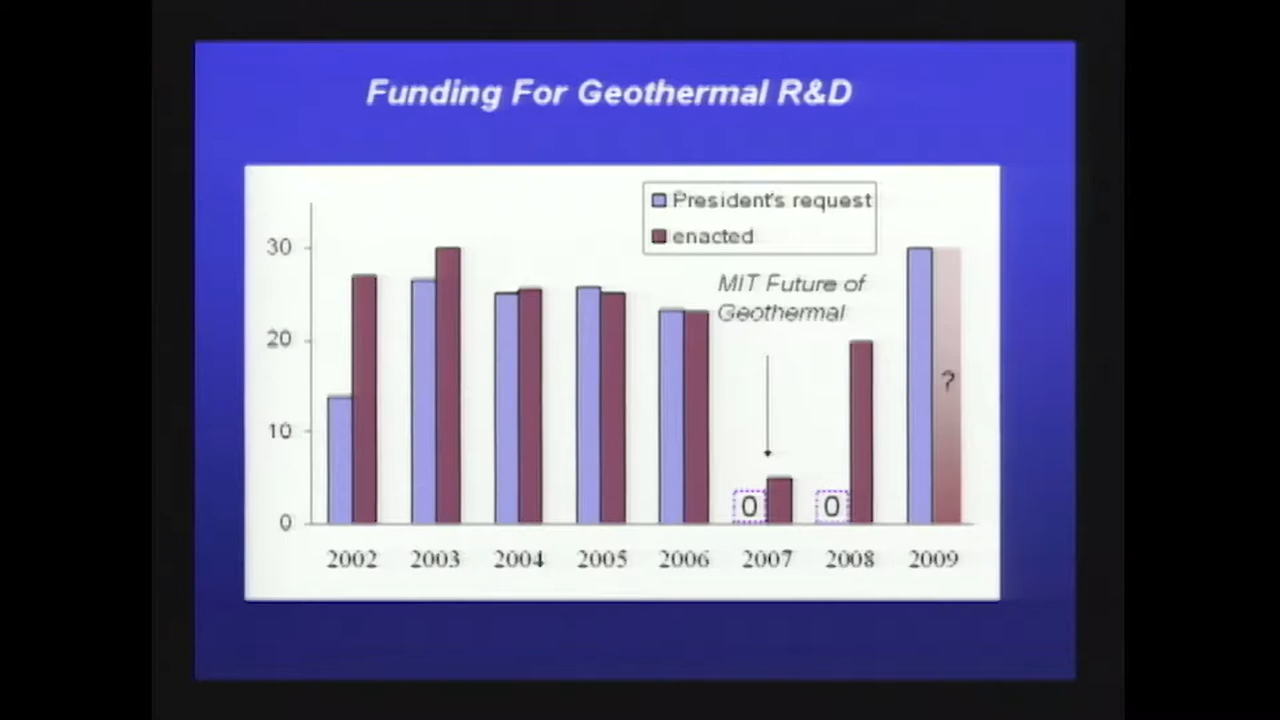 Funding For Geothermal R&D
President's request
enacted
MIT Future of
Geothermal
30
20
10
0
?
0
0
2002 2003 2004 2005 2006 2007 2008 2009